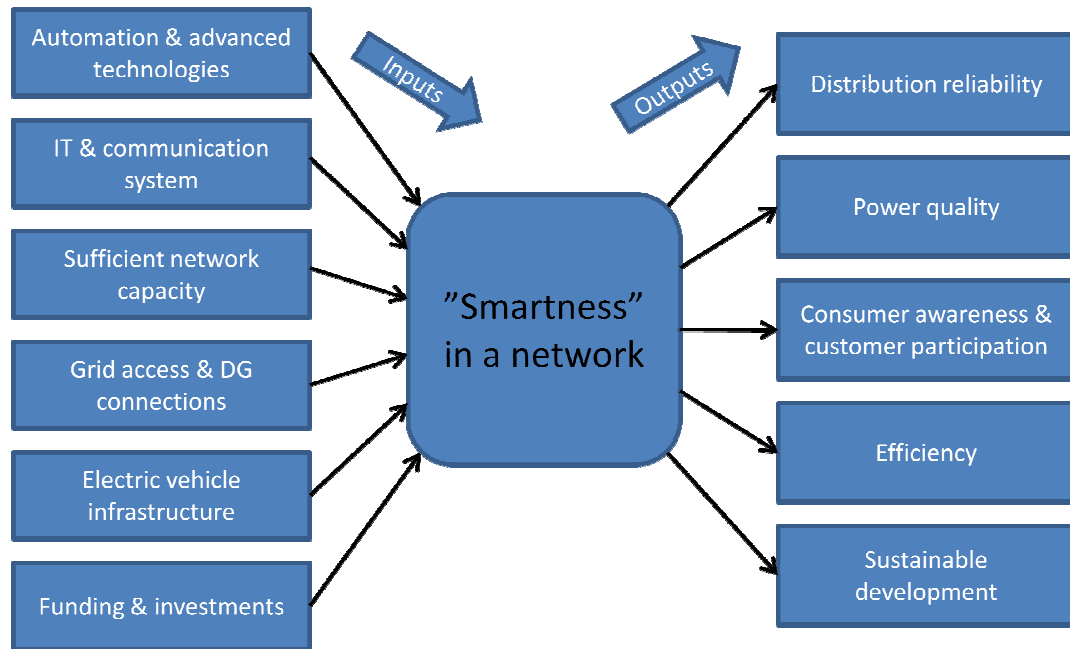 Automation & advanced
technologies
IT & communication
system
Sufficient network
capacity
Grid access & DG
connections
Electric vehicle
infrastructure
Funding & investments
Inputs
”Smartness”
in a network
Outputs
Distribution reliability
Power quality
Consumer awareness &
customer participation
Efficiency
Sustainable
development